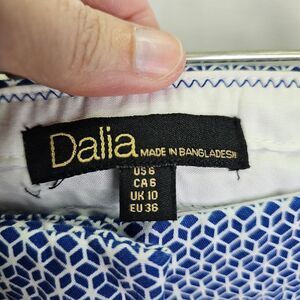 Dalia MADE IN BANGLADESH
US 6
CA 6
UK 10
EU 36